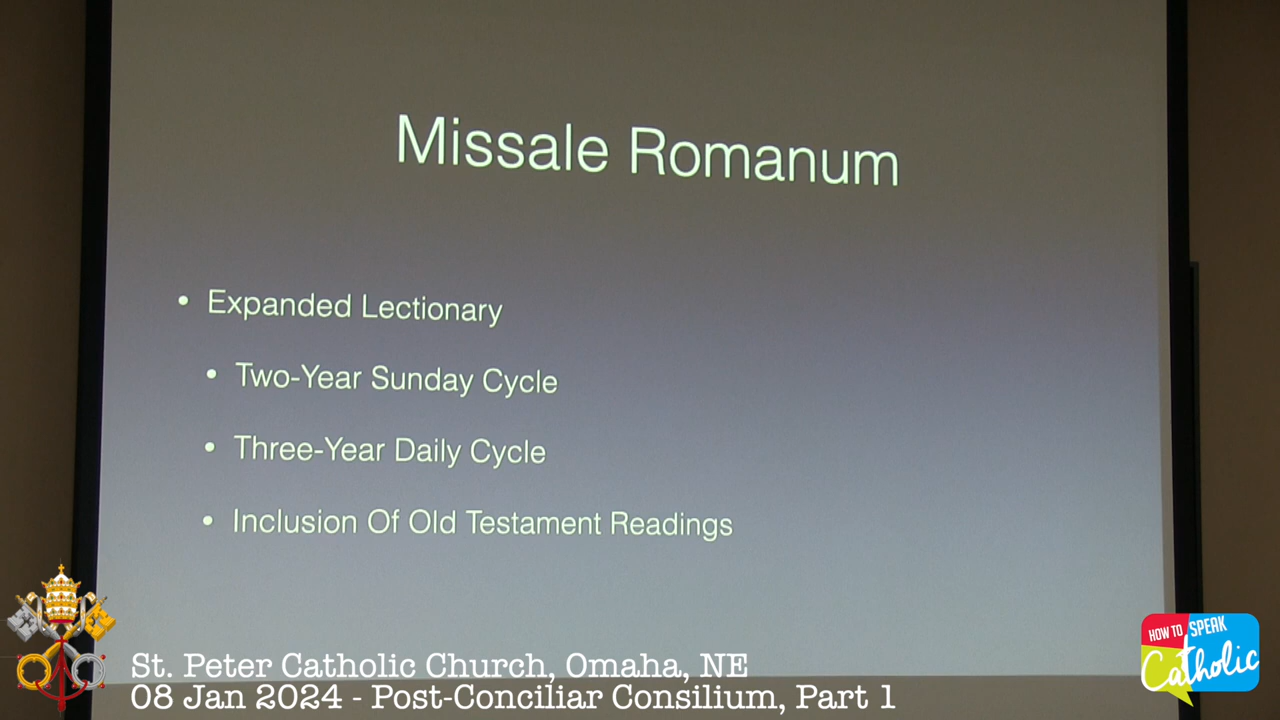 Missale Romanum
• Expanded Lectionary
• Two-Year Sunday Cycle
• Three-Year Daily Cycle
• Inclusion Of Old Testament Readings
St. Peter Catholic Church, Omaha, NE
08 Jan 2024 - Post-Conciliar Consilium, Part 1
HOW TO SPEAK
Catholic